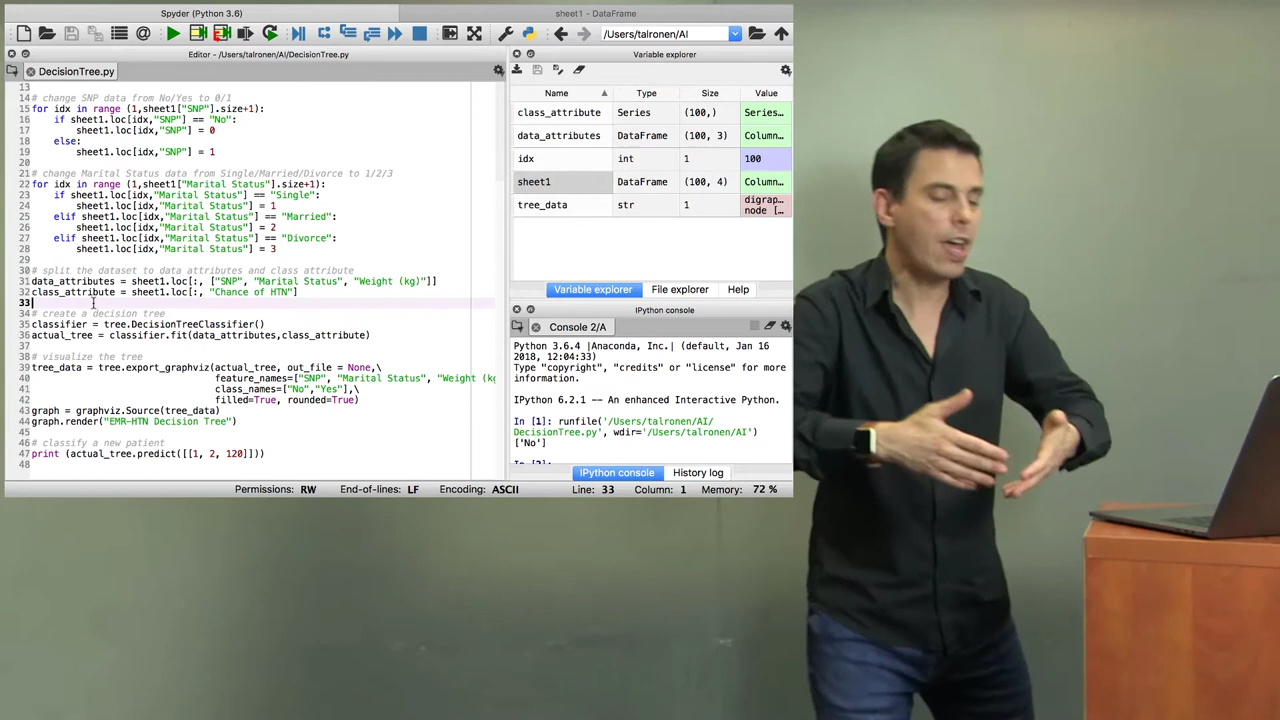 Spyder (Python 3.6)
sheet1 - DataFrame
/Users/talronen/AI/
Editor - /Users/talronen/AI/DecisionTree.py
Variable explorer
DecisionTree.py
13
14 # change SNP data from No/Yes to 0/1
15 for idx in range (1,sheet1["SNP"].size+1):
16 if sheet1.loc[idx,"SNP"] == "No":
17 sheet1.loc[idx,"SNP"] = 0
18 else:
19 sheet1.loc[idx,"SNP"] = 1
20
21 # change Marital Status data from Single/Married/Divorce to 1/2/3
22 for idx in range (1,sheet1["Marital Status"].size+1):
23 if sheet1.loc[idx,"Marital Status"] == "Single":
24 sheet1.loc[idx,"Marital Status"] = 1
25 elif sheet1.loc[idx,"Marital Status"] == "Married":
26 sheet1.loc[idx,"Marital Status"] = 2
27 elif sheet1.loc[idx,"Marital Status"] == "Divorce":
28 sheet1.loc[idx,"Marital Status"] = 3
29
30 # split the dataset to data attributes and class attribute
31 data_attributes = sheet1.loc[:, ["SNP", "Marital Status", "Weight (kg)"]]
32 class_attribute = sheet1.loc[:, "Chance of HTN"]
33
34 # create a decision tree
35 classifier = tree.DecisionTreeClassifier()
36 actual_tree = classifier.fit(data_attributes,class_attribute)
37
38 # visualize the tree
39 tree_data = tree.export_graphviz(actual_tree, out_file = None,\
40 feature_names=["SNP", "Marital Status", "Weight (kg
41 class_names=["No","Yes"],\
42 filled=True, rounded=True)
43 graph = graphviz.Source(tree_data)
44 graph.render("EMR-HTN Decision Tree")
45
46 # classify a new patient
47 print (actual_tree.predict([[1, 2, 120]]))
48
Name Type Size Value
class_attribute Series (100,) Series…
data_attributes DataFrame (100, 3) Column…
idx int 1 100
sheet1 DataFrame (100, 4) Column…
tree_data str 1 digrap…
node […
Variable explorer File explorer Help
IPython console
Console 2/A
Python 3.6.4 |Anaconda, Inc.| (default, Jan 16
2018, 12:04:33)
Type "copyright", "credits" or "license" for more
information.
IPython 6.2.1 -- An enhanced Interactive Python.
In [1]: runfile('/Users/talronen/AI/
DecisionTree.py', wdir='/Users/talronen/AI')
['No']
IPython console History log
Permissions: RW End-of-lines: LF Encoding: ASCII Line: 33 Column: 1 Memory: 72 %